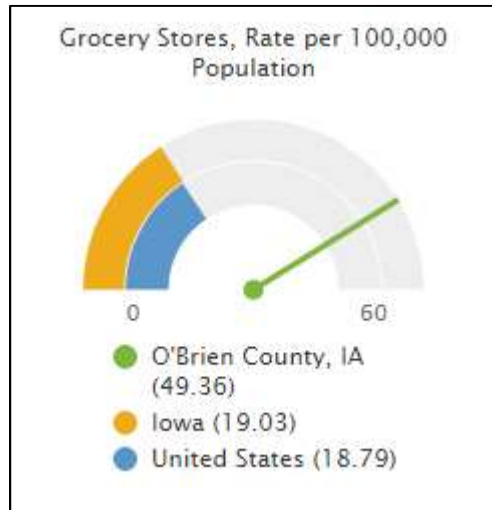 Grocery Stores, Rate per 100,000
Population
0
60
O'Brien County, IA
(49.36)
Iowa (19.03)
United States (18.79)